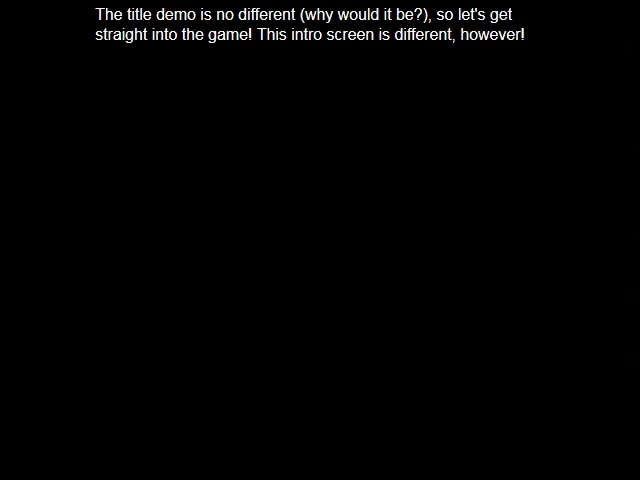 The title demo is no different (why would it be?), so let's get
straight into the game! This intro screen is different, however!